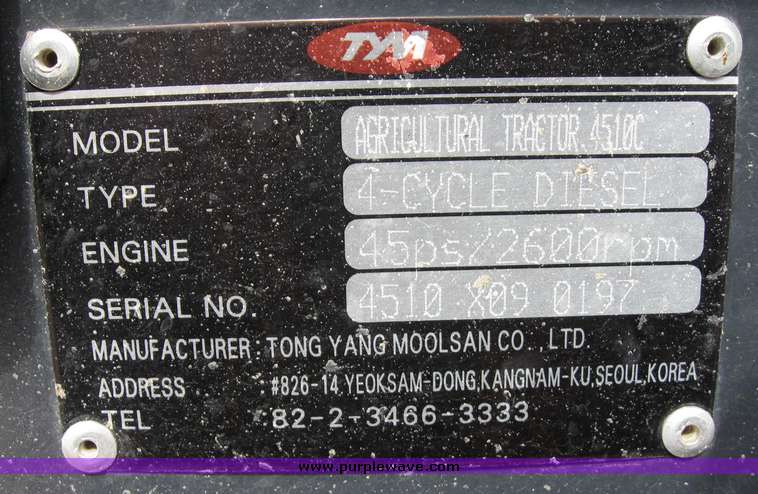 TYM
MODEL AGRICULTURAL TRACTOR.4510C
TYPE 4-CYCLE DIESEL
ENGINE 45ps/2600rpm
SERIAL NO. 4510 X09 0197
MANUFACTURER : TONG YANG MOOLSAN CO .,LTD.
ADDRESS : #826-14 YEOKSAM-DONG,KANGNAM-KU,SEOUL,KOREA
TEL : 82-2-3466-3333
www.purplewave.com